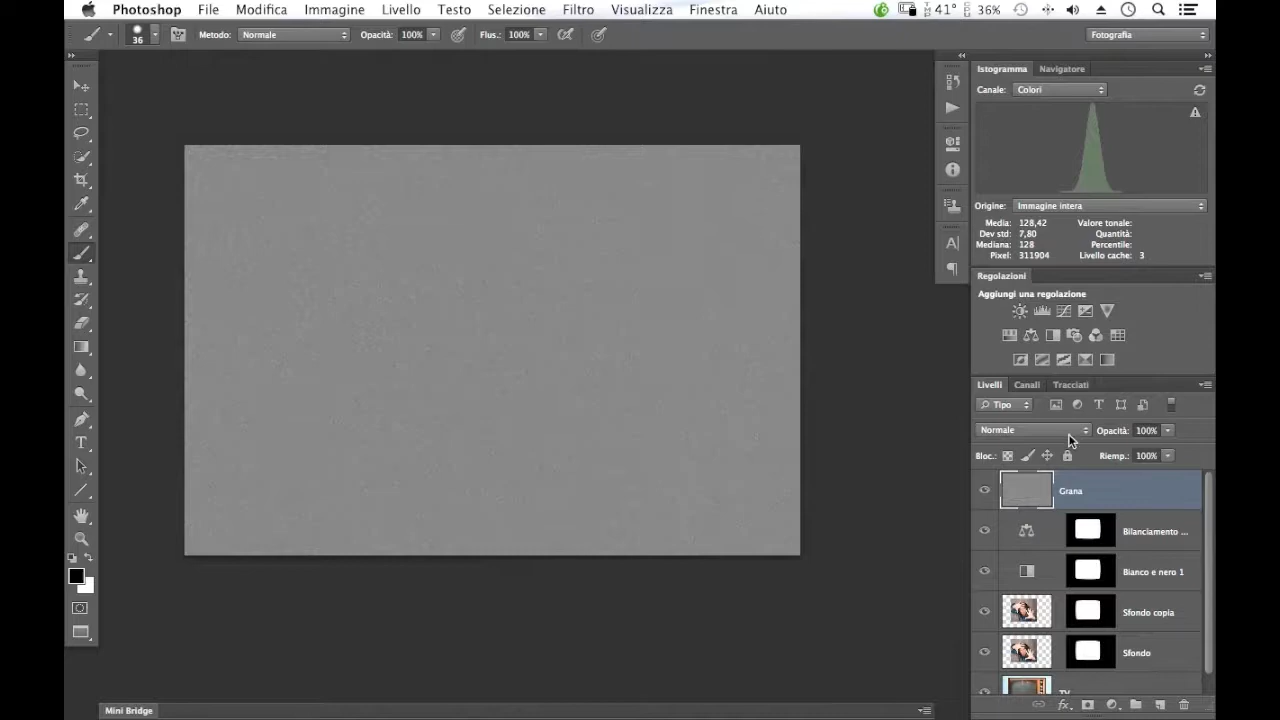 Photoshop File Modifica Immagine Livello Testo Selezione Filtro Visualizza Finestra Aiuto 41° 36%
36 Metodo: Normale Opacità: 100% Flus.: 100% Fotografia
Istogramma Navigatore
Canale: Colori
Origine: Immagine intera
Media: 128,42 Valore tonale:
Dev std: 7,80 Quantità:
Mediana: 128 Percentile:
Pixel: 311904 Livello cache: 3
Regolazioni
Aggiungi una regolazione
Livelli Canali Tracciati
Tipo
Normale Opacità: 100%
Bloc.: Riemp.: 100%
Grana
Bilanciamento ...
Bianco e nero 1
Sfondo copia
Sfondo
TV
Mini Bridge